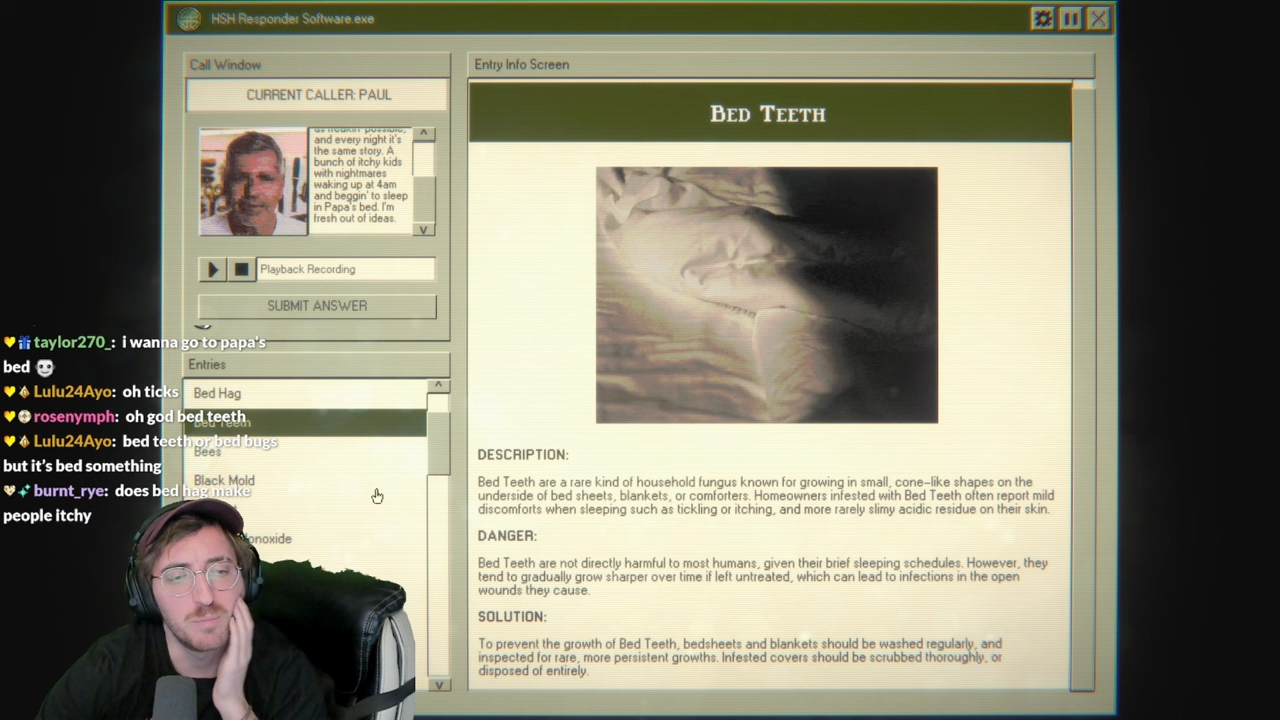 HSH Responder Software.exe
Call Window
CURRENT CALLER: PAUL
and every night it's
the same story. A
bunch of itchy kids
with nightmares
waking up at 4am
and beggin' to sleep
in Papa's bed. I'm
fresh out of ideas.
Playback Recording
SUBMIT ANSWER
Entries
Bed Hag
Bed Teeth
Bees
Black Mold
onoxide
taylor270_: i wanna go to papa's
bed
Lulu24Ayo: oh ticks
rosenymph: oh god bed teeth
Lulu24Ayo: bed teeth or bed bugs
but it's bed something
burnt_rye: does bed hag make
people itchy
Entry Info Screen
BED TEETH
DESCRIPTION:
Bed Teeth are a rare kind of household fungus known for growing in small, cone-like shapes on the
underside of bed sheets, blankets, or comforters. Homeowners infested with Bed Teeth often report mild
discomforts when sleeping such as tickling or itching, and more rarely slimy acidic residue on their skin.
DANGER:
Bed Teeth are not directly harmful to most humans, given their brief sleeping schedules. However, they
tend to gradually grow sharper over time if left untreated, which can lead to infections in the open
wounds they cause.
SOLUTION:
To prevent the growth of Bed Teeth, bedsheets and blankets should be washed regularly, and
inspected for rare, more persistent growths. Infested covers should be scrubbed thoroughly, or
disposed of entirely.